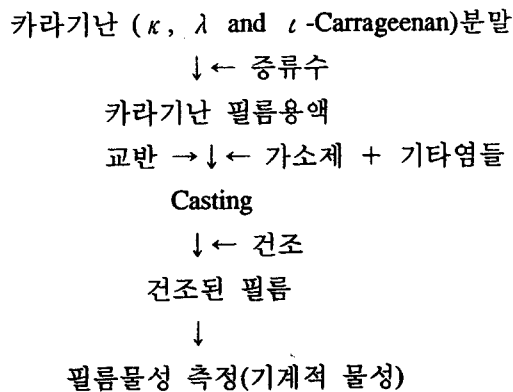 카라기난 (κ, λ and ι-Carrageenan)분말
↓← 증류수
카라기난 필름용액
교반 →↓← 가소제 + 기타염들
Casting
↓← 건조
건조된 필름
↓
필름물성 측정(기계적 물성)